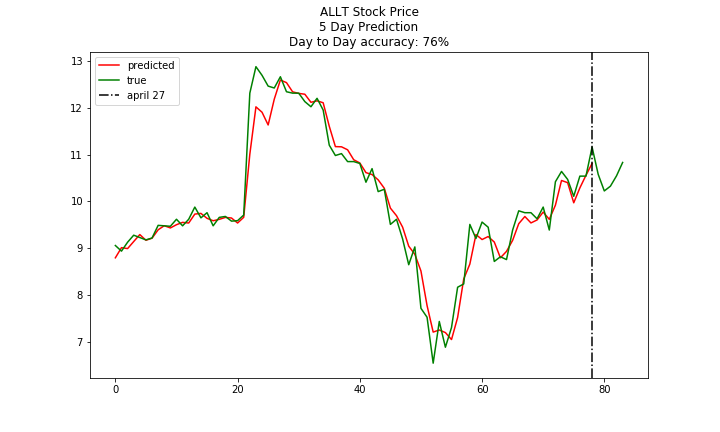 ALLT Stock Price
5 Day Prediction
Day to Day accuracy: 76%
predicted
true
april 27
13
12
11
10
9
8
7
0
20
40
60
80